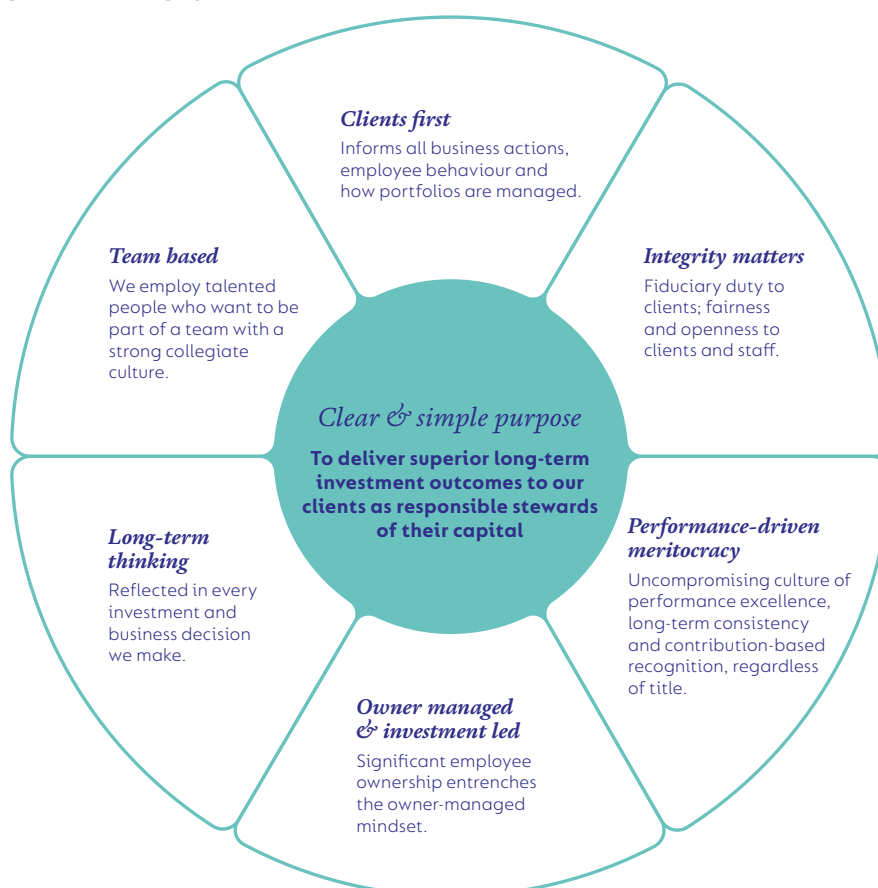 Clients first
Informs all business actions,
employee behaviour and
how portfolios are managed.
Integrity matters
Fiduciary duty to
clients; fairness
and openness to
clients and staff.
Performance-driven
meritocracy
Uncompromising culture of
performance excellence,
long-term consistency
and contribution-based
recognition, regardless
of title.
Owner managed
& investment led
Significant employee
ownership entrenches
the owner-managed
mindset.
Long-term
thinking
Reflected in every
investment and
business decision
we make.
Team based
We employ talented
people who want to be
part of a team with a
strong collegiate
culture.
Clear & simple purpose
To deliver superior long-term
investment outcomes to our
clients as responsible stewards
of their capital